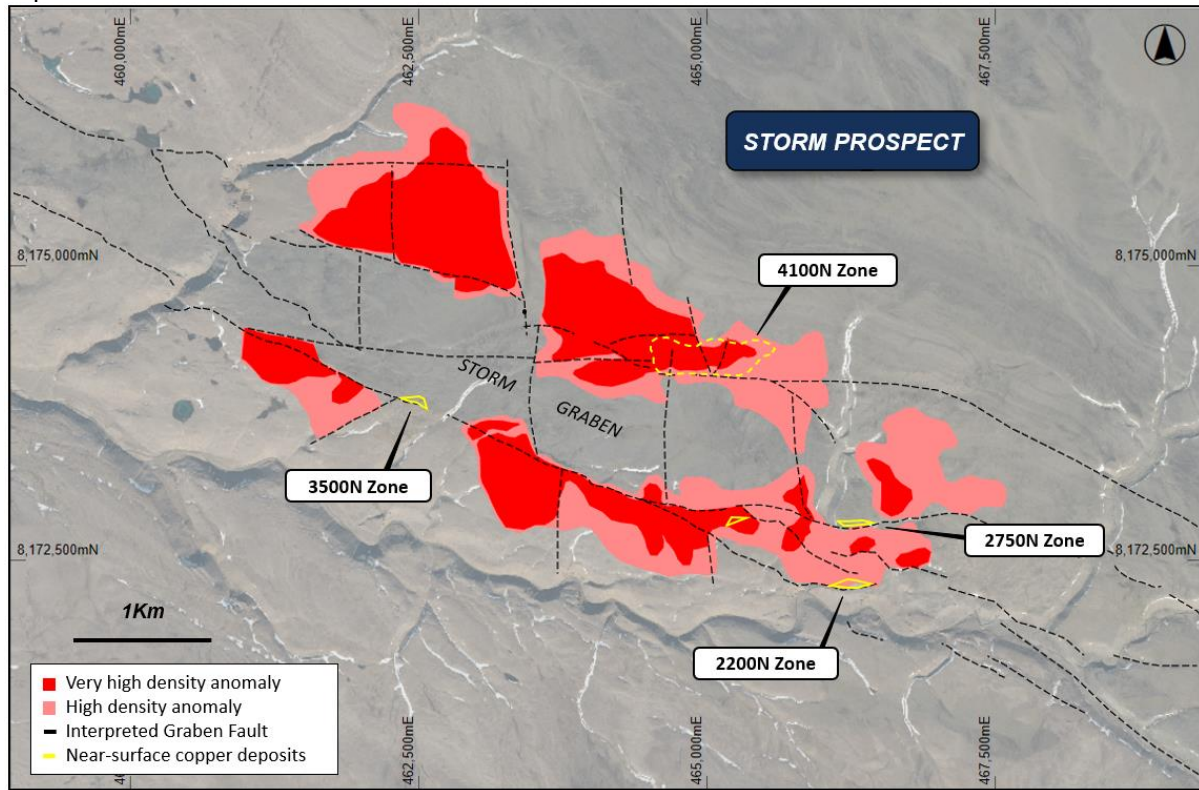 460,000mE
462,500mE
465,000mE
467,500mE
STORM PROSPECT
8,175,000mN
8,175,000mN
4100N Zone
STORM
GRABEN
3500N Zone
2750N Zone
8,172,500mN
8,172,500mN
1Km
2200N Zone
Very high density anomaly
High density anomaly
Interpreted Graben Fault
Near-surface copper deposits
462,500mE
465,000mE
467,500mE